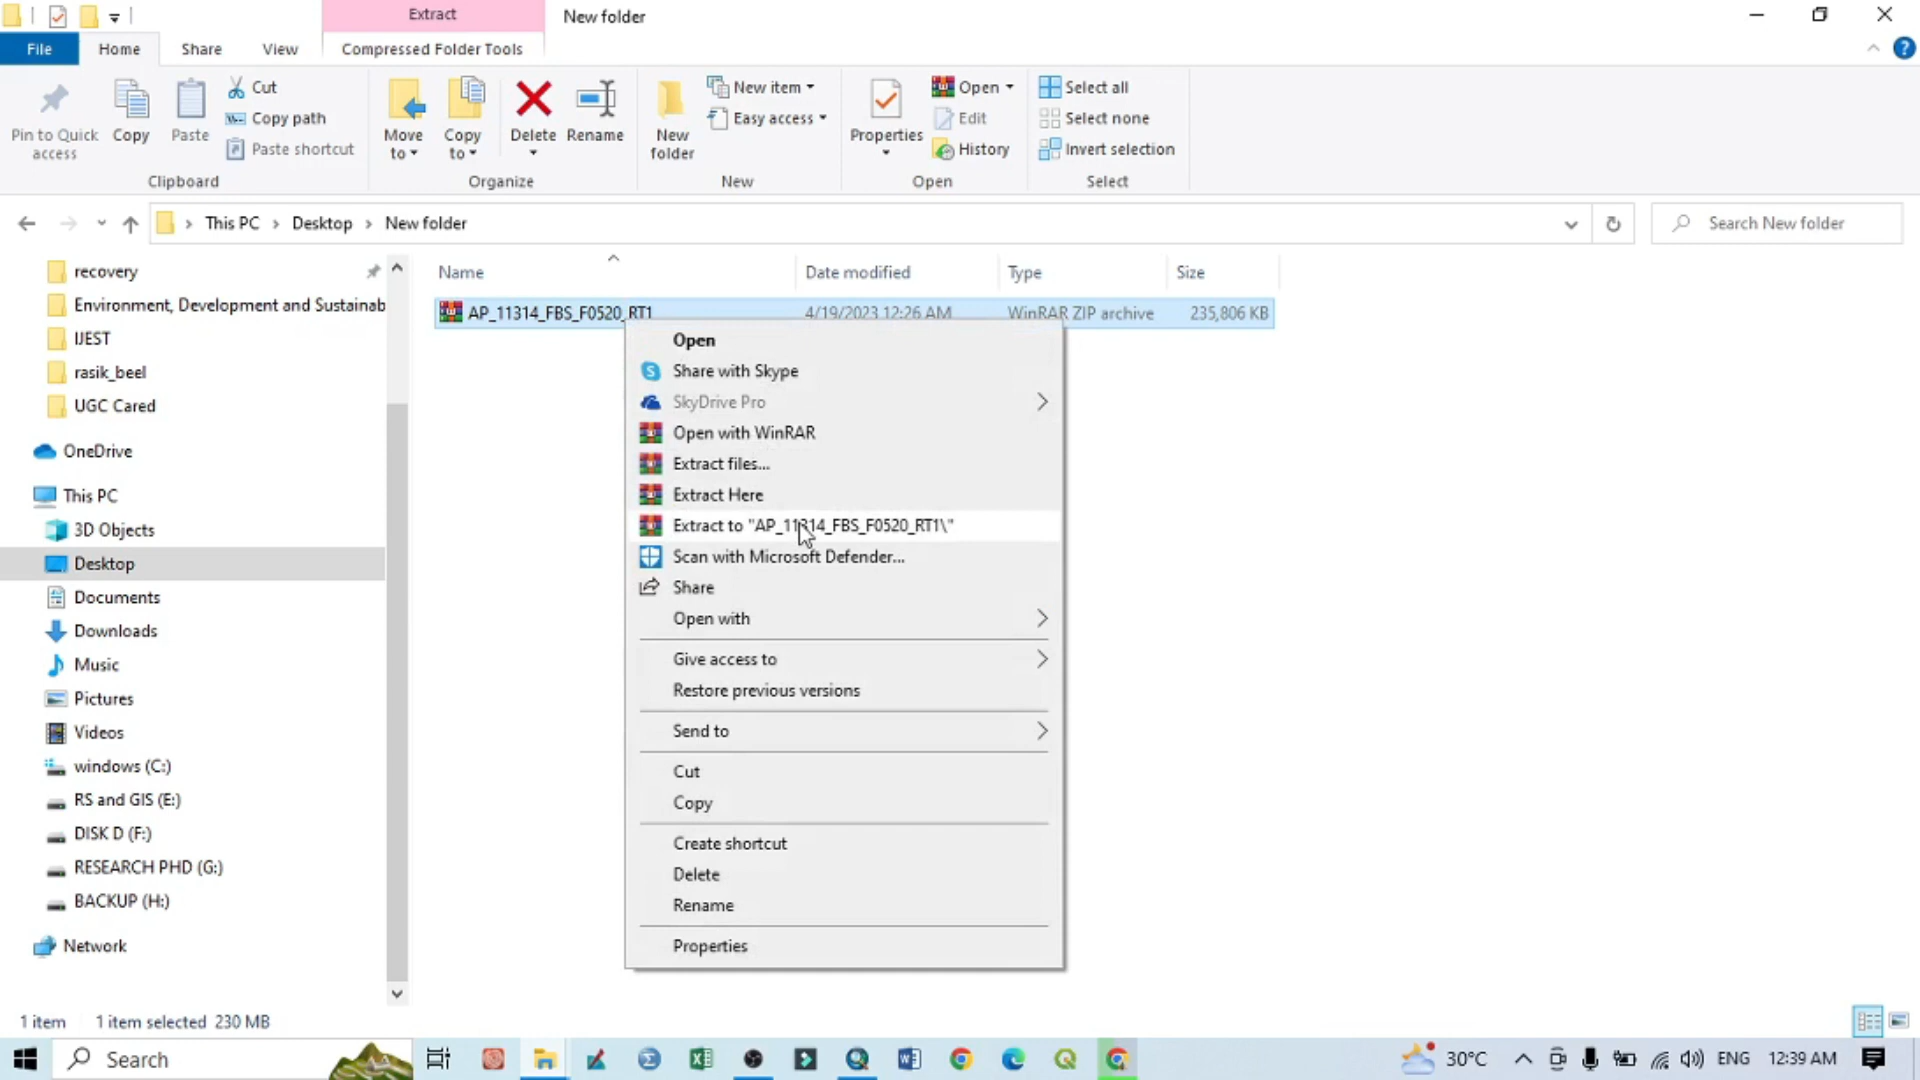 Extract
New folder
File
Home
Share
View
Compressed Folder Tools
Pin to Quick access
Copy
Paste
Cut
Copy path
Paste shortcut
Clipboard
Move to
Copy to
Delete
Rename
Organize
New folder
New item
Easy access
New
Properties
Open
Edit
History
Open
Select all
Select none
Invert selection
Select
This PC
Desktop
New folder
Search New folder
recovery
Environment, Development and Sustainab
IJEST
rasik_beel
UGC Cared
OneDrive
This PC
3D Objects
Desktop
Documents
Downloads
Music
Pictures
Videos
windows (C:)
RS and GIS (E:)
DISK D (F:)
RESEARCH PHD (G:)
BACKUP (H:)
Network
Name
Date modified
Type
Size
AP_11314_FBS_F0520_RT1
4/19/2023 12:26 AM
WinRAR ZIP archive
235,806 KB
Open
Share with Skype
SkyDrive Pro
Open with WinRAR
Extract files...
Extract Here
Extract to "AP_11314_FBS_F0520_RT1\"
Scan with Microsoft Defender...
Share
Open with
Give access to
Restore previous versions
Send to
Cut
Copy
Create shortcut
Delete
Rename
Properties
1 item
1 item selected 230 MB
Search
30°C
ENG
12:39 AM